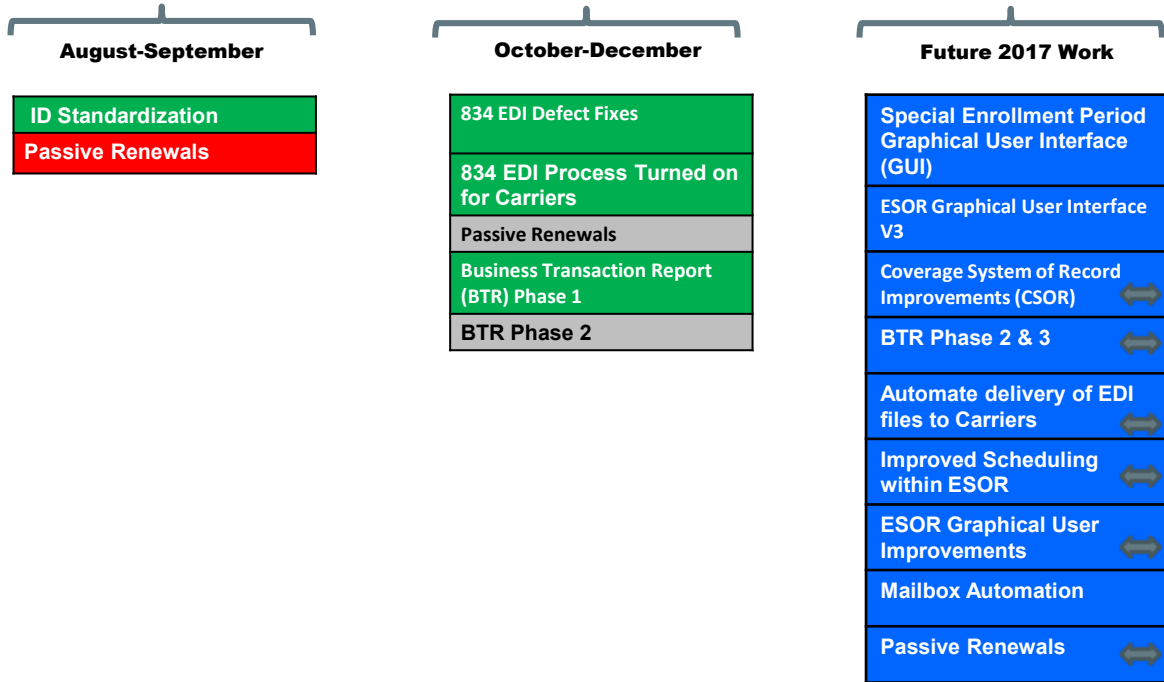 August-September
ID Standardization
Passive Renewals
October-December
834 EDI Defect Fixes
834 EDI Process Turned on
for Carriers
Passive Renewals
Business Transaction Report
(BTR) Phase 1
BTR Phase 2
Future 2017 Work
Special Enrollment Period
Graphical User Interface
(GUI)
ESOR Graphical User Interface
V3
Coverage System of Record
Improvements (CSOR)
BTR Phase 2 & 3
Automate delivery of EDI
files to Carriers
Improved Scheduling
within ESOR
ESOR Graphical User
Improvements
Mailbox Automation
Passive Renewals